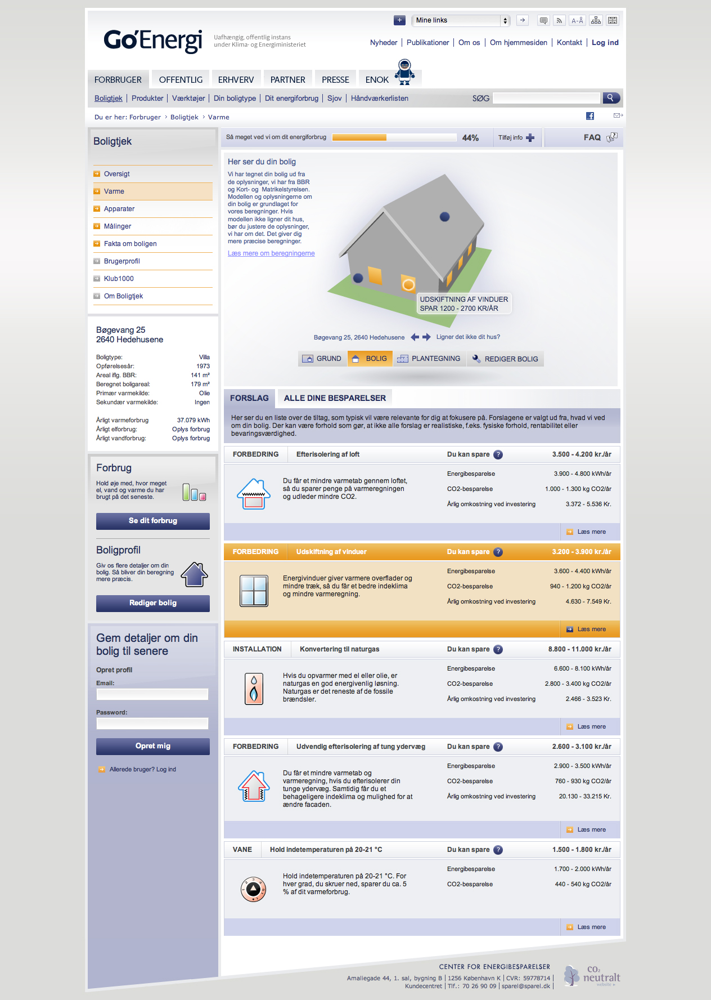 Mine links
Go'Energi
Uafhængig, offentlig instans
under Klima- og Energiministeriet
A-Å
Nyheder | Publikationer | Om os | Om hjemmesiden | Kontakt | Log ind
FORBRUGER OFFENTLIG ERHVERV PARTNER PRESSE ENOK
Boligtjek | Produkter | Værktøjer | Din boligtype | Dit energiforbrug | Sjov | Håndværkerlisten
SØG
Du er her: Forbruger > Boligtjek > Varme
Boligtjek
Oversigt
Varme
Apparater
Målinger
Fakta om boligen
Brugerprofil
Klub1000
Om Boligtjek
Bøgevang 25
2640 Hedehusene
Boligtype: Villa
Opførelsesår: 1973
Areal iflg. BBR: 141 m²
Beregnet boligareal: 179 m²
Primær varmekilde: Olie
Sekundær varmekilde: Ingen
Årligt varmeforbrug 37.079 kWh
Årligt elforbrug: Oplys forbrug
Årligt vandforbrug: Oplys forbrug
Forbrug
Hold øje med, hvor meget
el, vand og varme du har
brugt på det seneste.
Se dit forbrug
Boligprofil
Giv os flere detaljer om din
bolig. Så bliver din beregning
mere præcis.
Rediger bolig
Gem detaljer om din
bolig til senere
Opret profil
Email:
Password:
Opret mig
Allerede bruger? Log ind
Så meget ved vi om dit energiforbrug 44% Tilføj info FAQ
Her ser du din bolig
Vi har tegnet din bolig ud fra
de oplysninger, vi har fra BBR
og Kort- og Matrikelstyrelsen.
Modellen og oplysningerne om
din bolig er grundlaget for
vores beregninger. Hvis
modellen ikke ligner dit hus,
bør du justere de oplysninger,
vi har om det. Det giver dig
mere præcise beregninger.
Læs mere om beregningerne
UDSKIFTNING AF VINDUER
SPAR 1200 - 2700 KR/ÅR
Bøgevang 25, 2640 Hedehusene Ligner det ikke dit hus?
GRUND BOLIG PLANTEGNING REDIGER BOLIG
FORSLAG ALLE DINE BESPARELSER
Her ser du en liste over de tiltag, som typisk vil være relevante for dig at fokusere på. Forslagene er valgt ud fra, hvad vi ved
om din bolig. Der kan være forhold som gør, at ikke alle forslag er realistiske, f.eks. fysiske forhold, rentabilitet eller
bevaringsværdighed.
FORBEDRING Efterisolering af loft Du kan spare ? 3.500 - 4.200 kr./år
Du får et mindre varmetab gennem loftet,
så du sparer penge på varmeregningen
og udleder mindre CO2.
Energibesparelse 3.900 - 4.800 kWh/år
CO2-besparelse 1.000 - 1.300 kg CO2/år
Årlig omkostning ved investering 3.372 - 5.536 Kr.
Læs mere
FORBEDRING Udskiftning af vinduer Du kan spare ? 3.200 - 3.900 kr./år
Energivinduer giver varmere overflader og
mindre træk, så du får et bedre indeklima
og mindre varmeregning.
Energibesparelse 3.600 - 4.400 kWh/år
CO2-besparelse 940 - 1.200 kg CO2/år
Årlig omkostning ved investering 4.630 - 7.549 Kr.
Læs mere
INSTALLATION Konvertering til naturgas Du kan spare ? 8.800 - 11.000 kr./år
Hvis du opvarmer med el eller olie, er
naturgas en god energivenlig løsning.
Naturgas er det reneste af de fossile
brændsler.
Energibesparelse 6.600 - 8.100 kWh/år
CO2-besparelse 2.800 - 3.400 kg CO2/år
Årlig omkostning ved investering 2.466 - 3.523 Kr.
Læs mere
FORBEDRING Udvendig efterisolering af tung ydervæg Du kan spare ? 2.600 - 3.100 kr./år
Du får et mindre varmetab og
varmeregning, hvis du efterisolerer din
tunge ydervæg. Samtidig får du et
behageligere indeklima og mulighed for at
ændre facaden.
Energibesparelse 2.900 - 3.500 kWh/år
CO2-besparelse 760 - 930 kg CO2/år
Årlig omkostning ved investering 20.130 - 33.215 Kr.
Læs mere
VANE Hold indetemperaturen på 20-21 °C Du kan spare ? 1.500 - 1.800 kr./år
Hold indetemperaturen på 20-21 °C. For
hver grad, du skruer ned, sparer du ca. 5
% af dit varmeforbrug.
Energibesparelse 1.700 - 2.000 kWh/år
CO2-besparelse 440 - 540 kg CO2/år
Læs mere
CENTER FOR ENERGIBESPARELSER
Amaliegade 44, 1. sal, bygning B | 1256 København K | CVR: 59778714 |
Kundecentret | Tlf.: 70 26 90 09 | sparel@sparel.dk |
CO2
neutralt
website